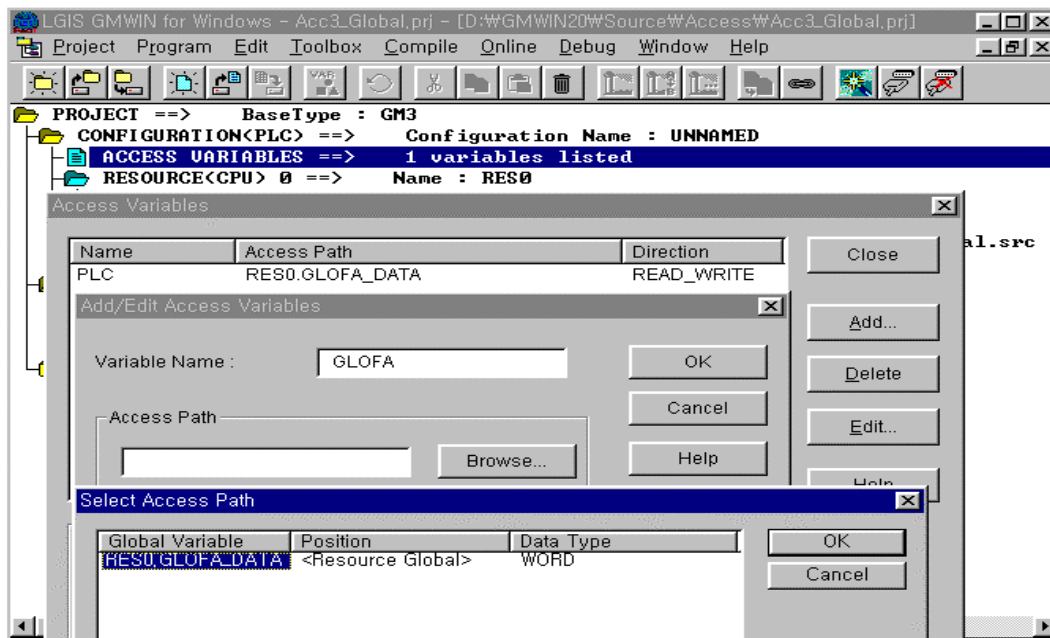 LGIS GMWIN for Windows - Acc3_Global,prj - [D:₩GMWIN20₩Source₩Access₩Acc3_Global,prj]
Project Program Edit Toolbox Compile Online Debug Window Help
VAR
PROJECT ==> BaseType : GM3
CONFIGURATION(PLC) ==> Configuration Name : UNNAMED
ACCESS VARIABLES ==> 1 variables listed
RESOURCE(CPU) 0 ==> Name : RES0
al.src
Access Variables
Name Access Path Direction
PLC RES0.GLOFA_DATA READ_WRITE
Close
Add...
Delete
Edit...
Help
Add/Edit Access Variables
Variable Name : GLOFA
OK
Cancel
Help
Access Path
Browse...
Select Access Path
Global Variable Position Data Type
RES0.GLOFA_DATA <Resource Global> WORD
OK
Cancel